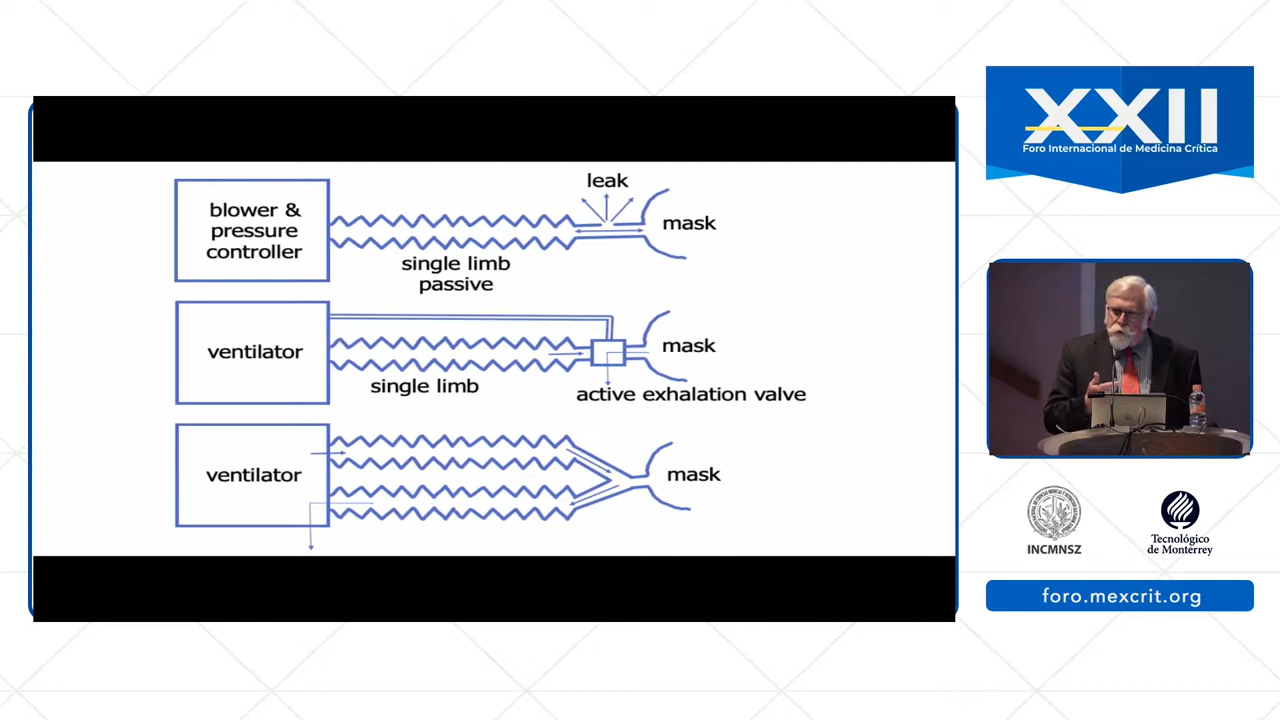 leak
blower &
pressure
controller
mask
single limb
passive
ventilator
mask
single limb
active exhalation valve
ventilator
mask
XXII
Foro Internacional de Medicina Crítica
INCMNSZ
Tecnológico
de Monterrey
foro.mexcrit.org